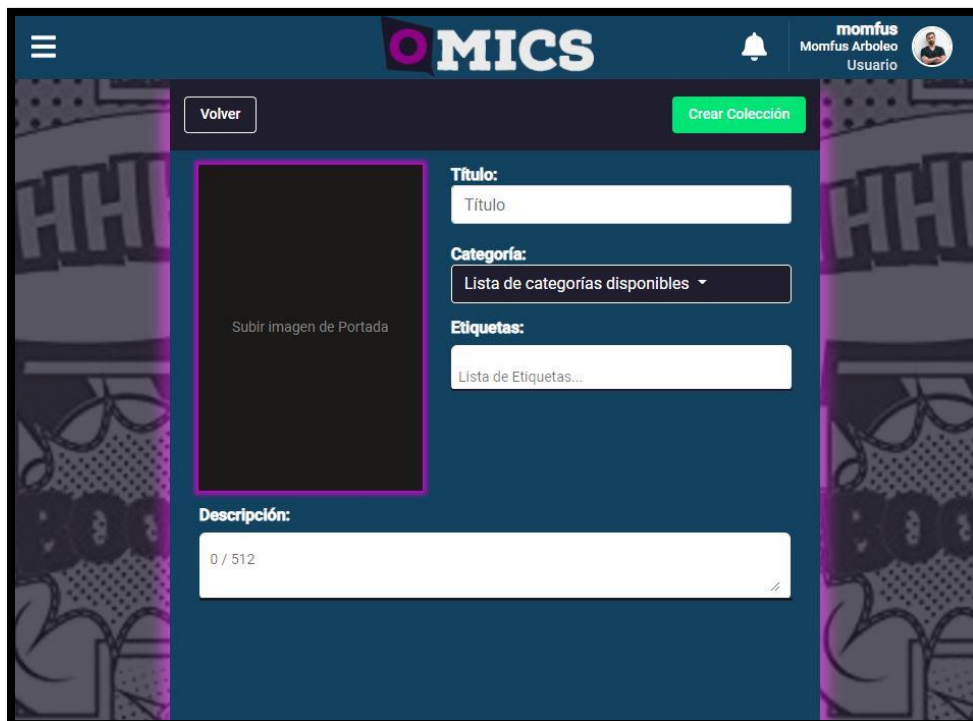 OMICS
momfus
Momfus Arboleo
Usuario
Volver
Crear Colección
Título:
Título
Categoría:
Lista de categorías disponibles
Subir imagen de Portada
Etiquetas:
Lista de Etiquetas...
Descripción:
0 / 512